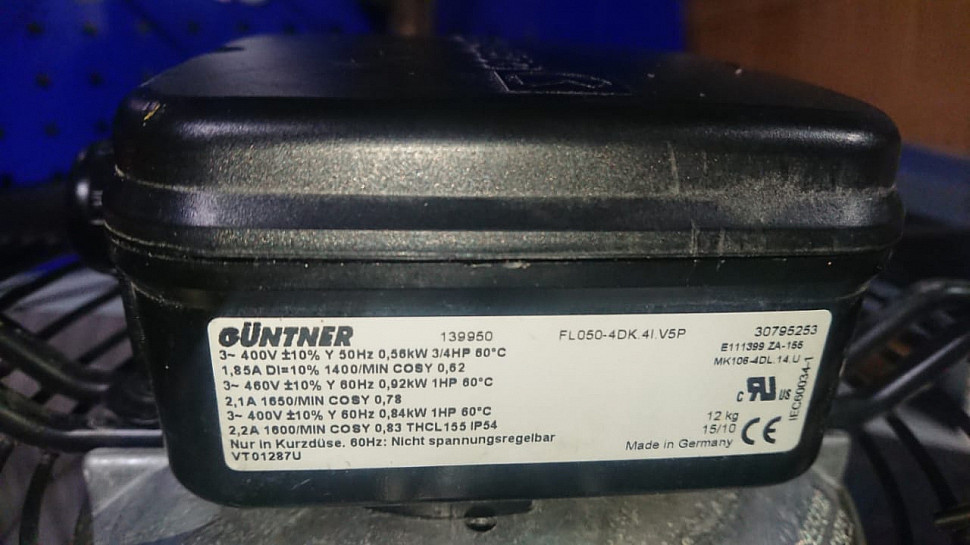 GÜNTNER 139950 FL050-4DK.4I.V5P 30795253
3~ 400V ±10% Y 50Hz 0,56kW 3/4HP 60°C
1,85A DI=10% 1400/MIN COSY 0,62
3~ 460V ±10% Y 60Hz 0,92kW 1HP 60°C
2,1A 1650/MIN COSY 0,78
3~ 400V ±10% Y 60Hz 0,84kW 1HP 60°C
2,2A 1600/MIN COSY 0,83 THCL155 IP54
Nur in Kurzdüse. 60Hz: Nicht spannungsregelbar
VT01287U
E111399 ZA-155
MK106-4DL.14.U
C RU US
IEC60034-1
12 kg
15/10
CE
Made in Germany